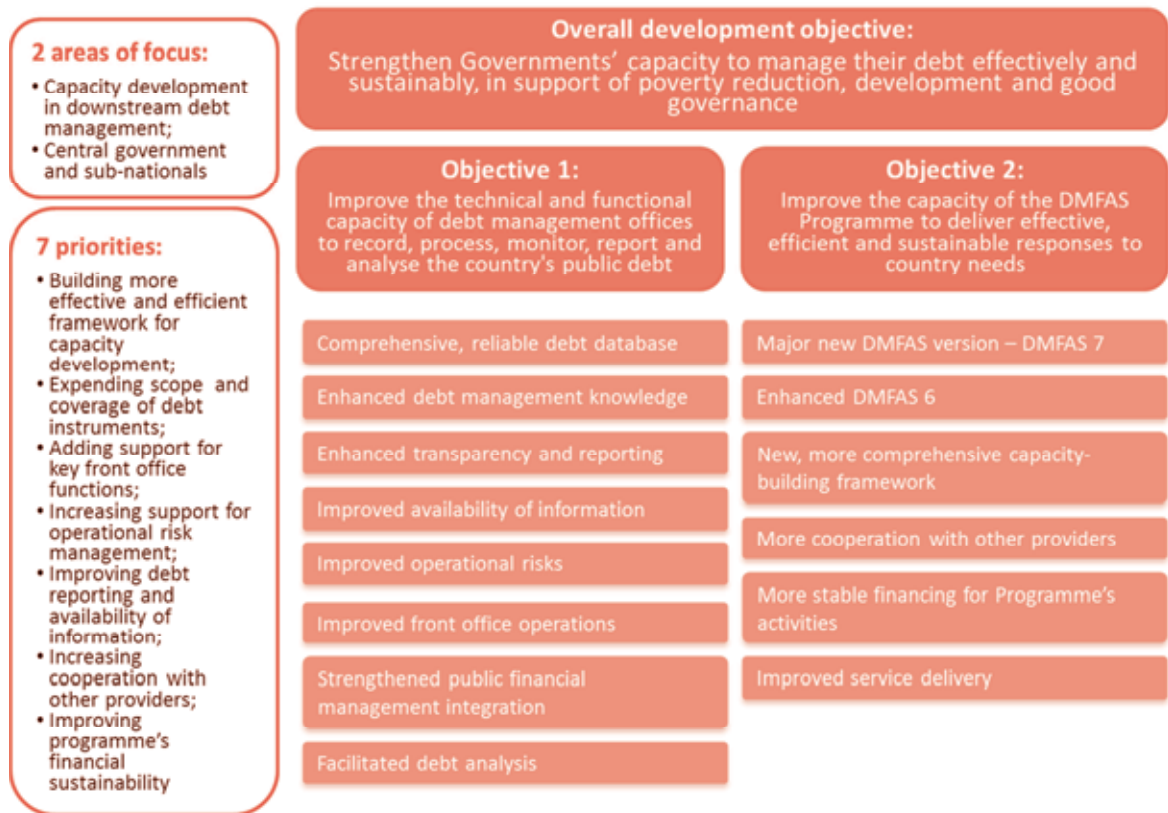 2 areas of focus:
• Capacity development
in downstream debt
management;
• Central government
and sub-nationals
7 priorities:
• Building more
effective and efficient
framework for
capacity
development;
• Expending scope and
coverage of debt
instruments;
• Adding support for
key front office
functions;
• Increasing support for
operational risk
management;
• Improving debt
reporting and
availability of
information;
• Increasing
cooperation with
other providers;
• Improving
programme's
financial
sustainability
Overall development objective:
Strengthen Governments' capacity to manage their debt effectively and
sustainably, in support of poverty reduction, development and good
governance
Objective 1:
Improve the technical and functional
capacity of debt management offices
to record, process, monitor, report and
analyse the country's public debt
Comprehensive, reliable debt database
Enhanced debt management knowledge
Enhanced transparency and reporting
Improved availability of information
Improved operational risks
Improved front office operations
Strengthened public financial
management integration
Facilitated debt analysis
Objective 2:
Improve the capacity of the DMFAS
Programme to deliver effective,
efficient and sustainable responses to
country needs
Major new DMFAS version – DMFAS 7
Enhanced DMFAS 6
New, more comprehensive capacity-
building framework
More cooperation with other providers
More stable financing for Programme's
activities
Improved service delivery